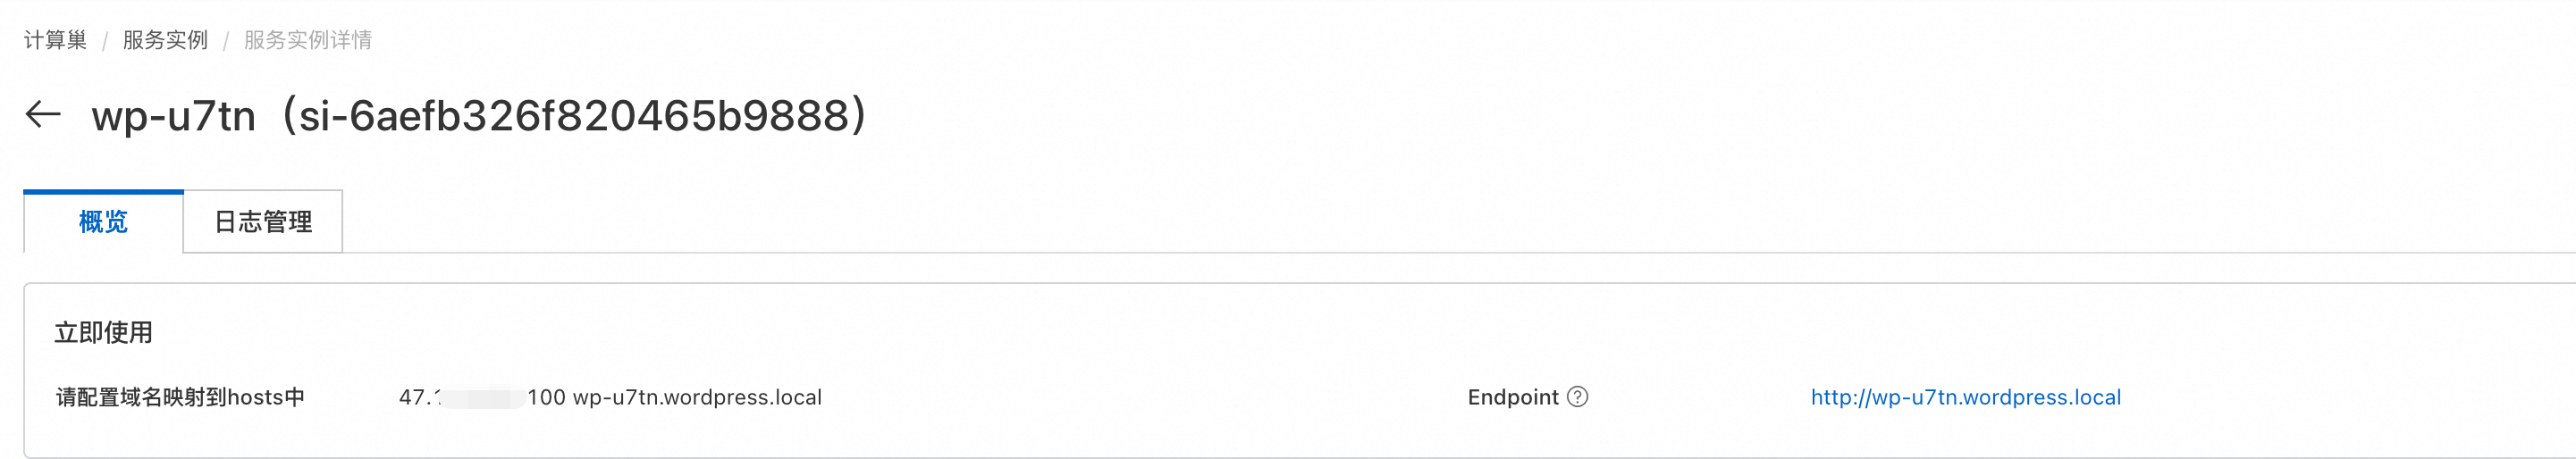 计算巢 / 服务实例 / 服务实例详情
← wp-u7tn（si-6aefb326f820465b9888）
概览 日志管理
立即使用
请配置域名映射到hosts中 47. 100 wp-u7tn.wordpress.local Endpoint ? http://wp-u7tn.wordpress.local